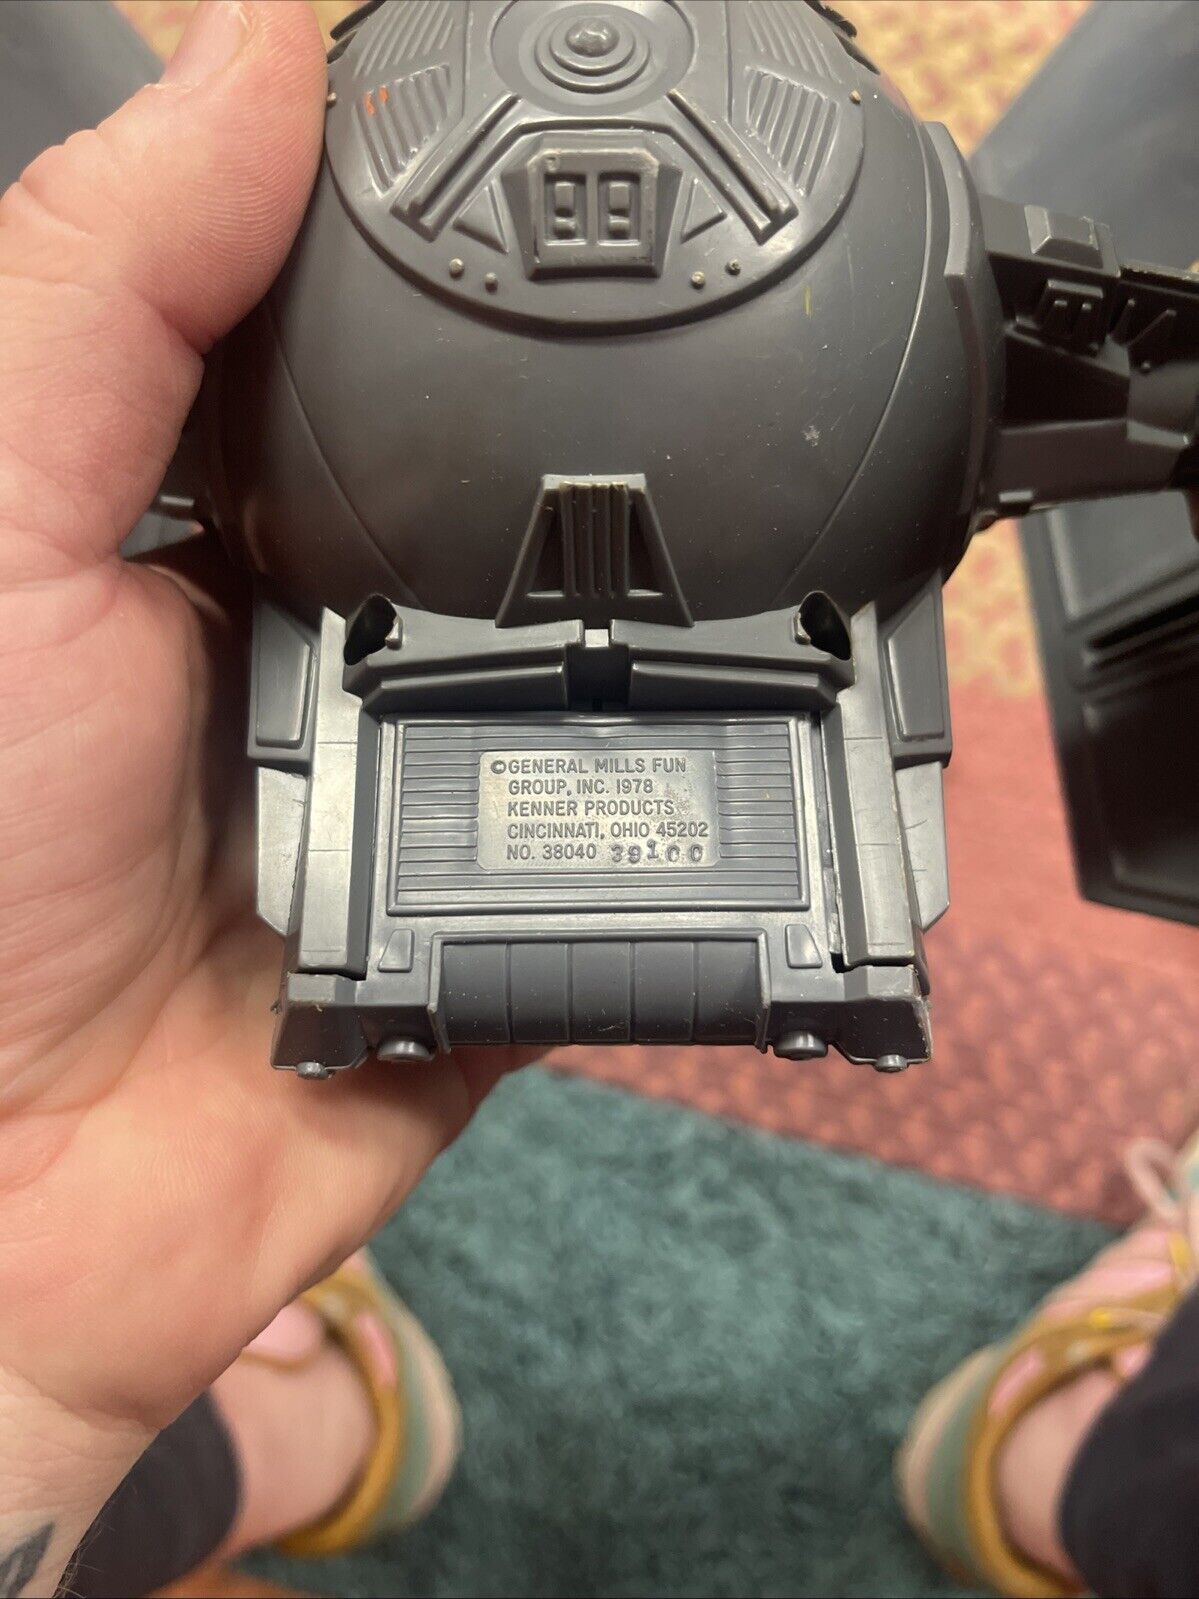 ©GENERAL MILLS FUN
GROUP, INC. 1978
KENNER PRODUCTS
CINCINNATI, OHIO 45202
NO. 38040 39100